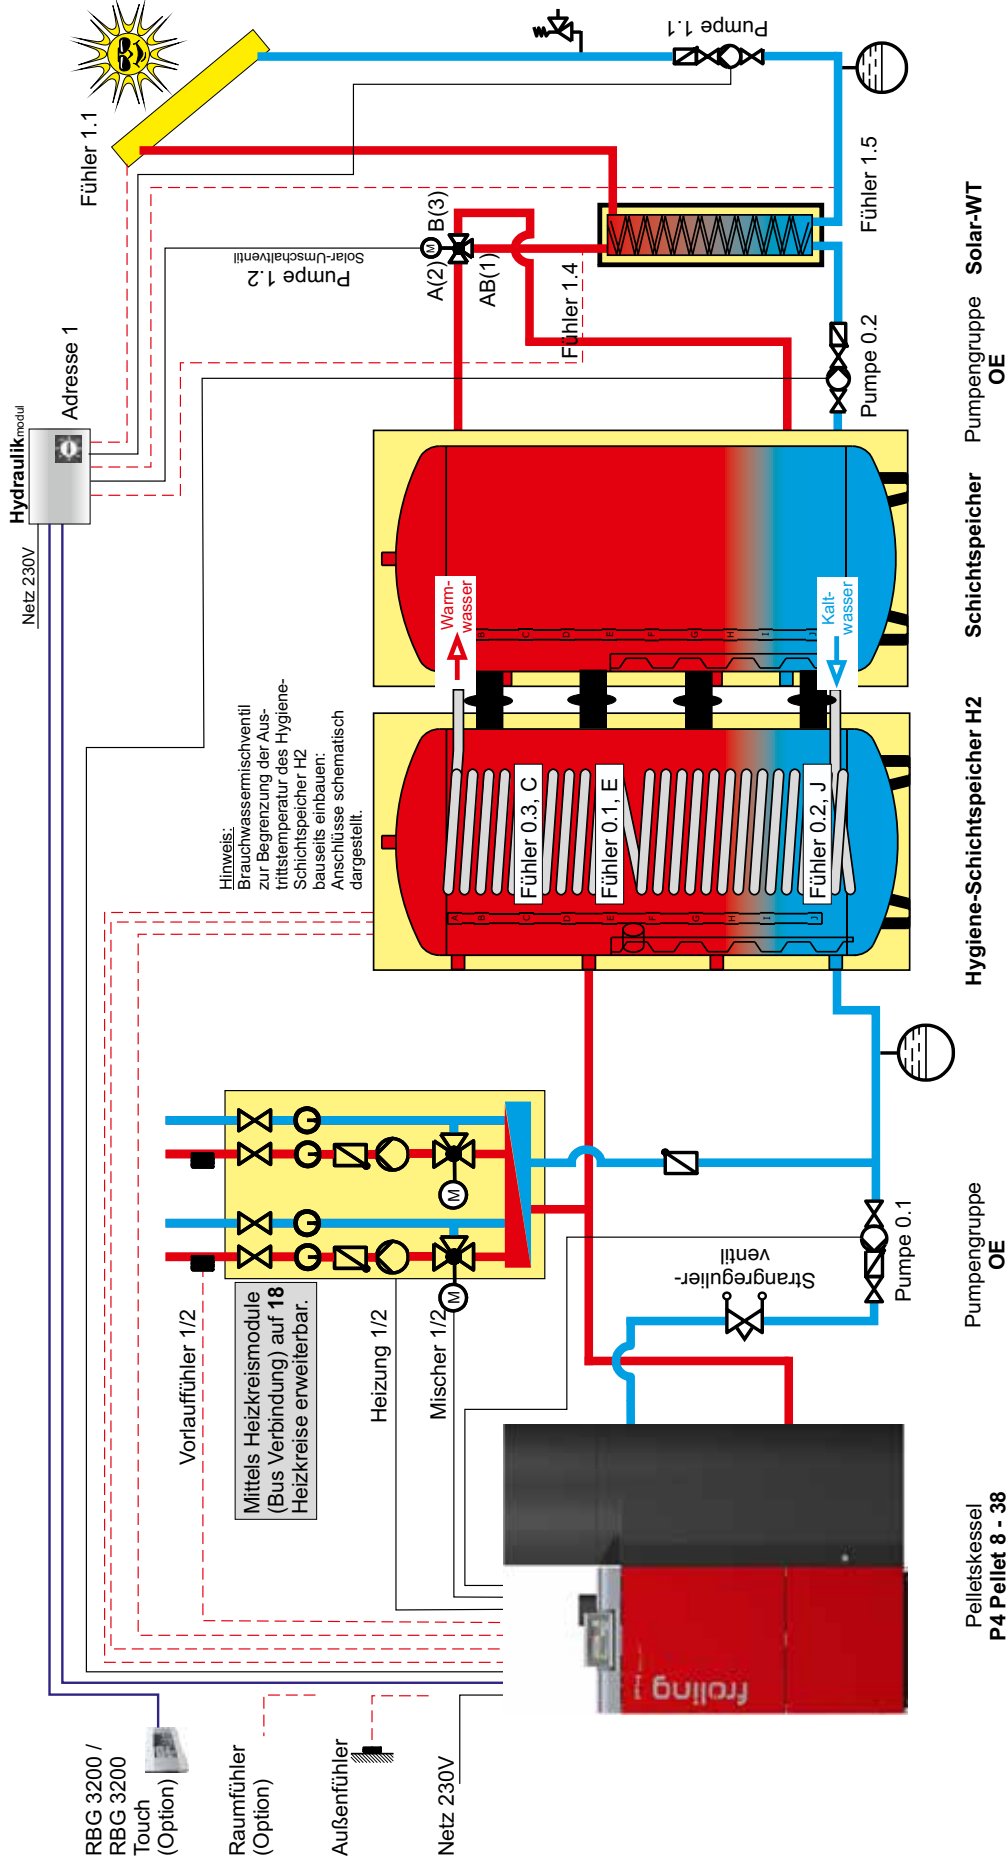 RBG 3200 /
RBG 3200
Touch
(Option)
Raumfühler
(Option)
Außenfühler
Netz 230V
Vorlauffühler 1/2
Mittels Heizkreismodule
(Bus Verbindung) auf 18
Heizkreise erweiterbar.
Heizung 1/2
Mischer 1/2
M
M
Strangregulier-
ventil
Pumpe 0.1
froling
Pelletskessel
P4 Pellet 8 - 38
Pumpengruppe
OE
Hinweis:
Brauchwassermischventil
zur Begrenzung der Aus-
trittstemperatur des Hygiene-
Schichtspeicher H2
bauseits einbauen:
Anschlüsse schematisch
dargestellt.
A
B
C
D
E
F
G
H
I
J
Fühler 0.3, C
Fühler 0.1, E
Fühler 0.2, J
Hygiene-Schichtspeicher H2
Warm-
wasser
Kalt-
wasser
B
C
D
E
F
G
H
I
J
Schichtspeicher
Netz 230V
Hydraulikmodul
Adresse 1
Fühler 1.1
Pumpe 1.2
Solar-Umschaltventil
M
A(2)
B(3)
AB(1)
Fühler 1.4
Pumpe 1.1
Fühler 1.5
Pumpe 0.2
Pumpengruppe
OE
Solar-WT